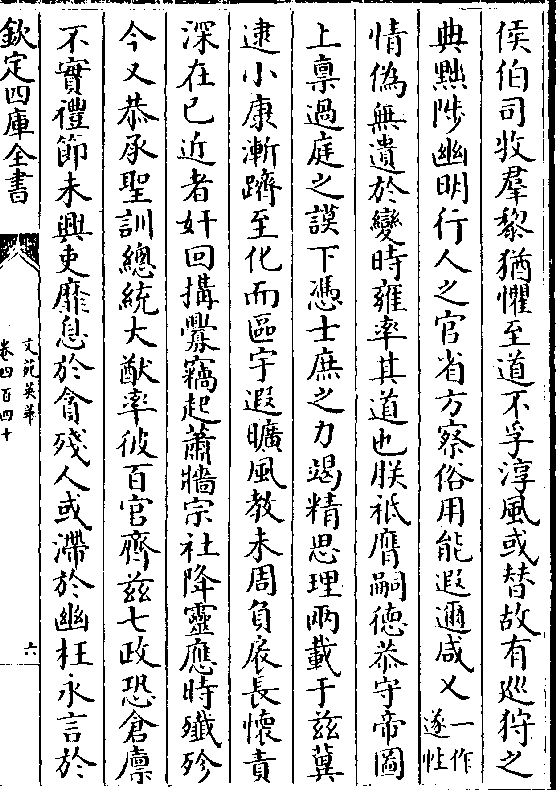 侯伯司牧羣黎猶懼至道不孚淳風或替故有廵狩之
典黜陟幽明行人之官省方察俗用能遐邇咸乂一作遂性
情偽無遺於變時雍率其道也朕祇膺嗣徳恭守帝圖
上禀過庭之謨下憑士庶之力竭精思理兩載于兹冀
逮小康漸躋至化而區宇遐曠風教未周負扆長懷責
深在已近者奸回搆釁竊起蕭牆宗社降靈應時殱殄
今又恭承聖訓總統大猷率彼百官齊兹七政恐倉廪
不實禮節未興吏靡息於貪殘人或滯於幽枉永言於
欽定四庫全書
文苑英華
卷四百四十
六